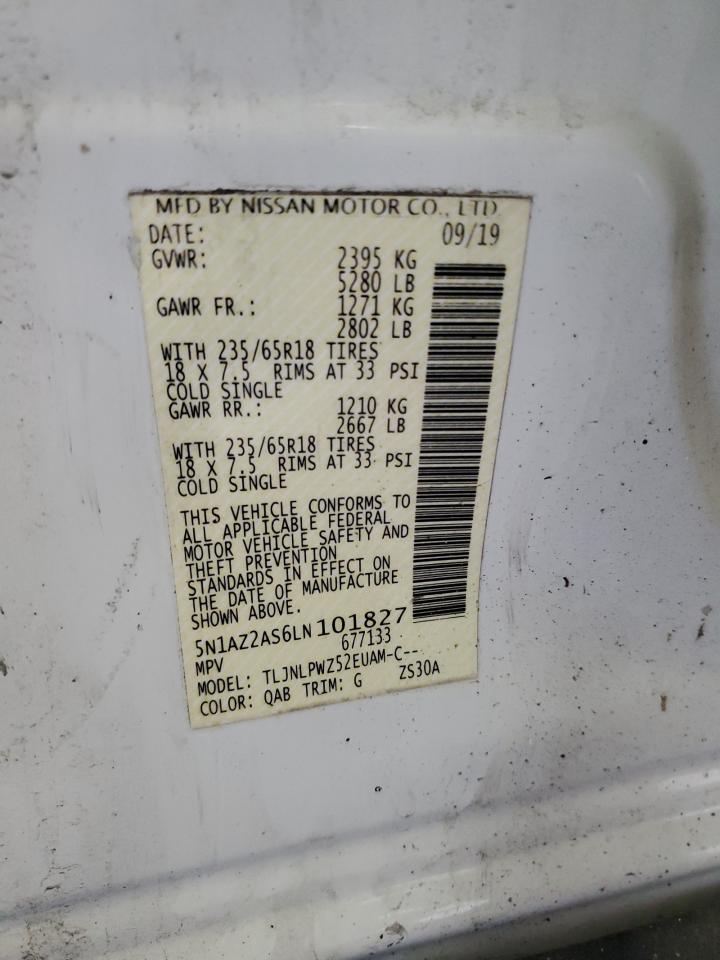 MFD BY NISSAN MOTOR CO., LTD.
DATE: 09/19
GVWR: 2395 KG
5280 LB
GAWR FR.: 1271 KG
2802 LB
WITH 235/65R18 TIRES
18 X 7.5 RIMS AT 33 PSI
COLD SINGLE
GAWR RR.: 1210 KG
2667 LB
WITH 235/65R18 TIRES
18 X 7.5 RIMS AT 33 PSI
COLD SINGLE
THIS VEHICLE CONFORMS TO
ALL APPLICABLE FEDERAL
MOTOR VEHICLE SAFETY AND
THEFT PREVENTION
STANDARDS IN EFFECT ON
THE DATE OF MANUFACTURE
SHOWN ABOVE.
5N1AZ2AS6LN101827
MPV 677133
MODEL: TLJNLPWZ52EUAM-C--
COLOR: QAB TRIM: G ZS30A